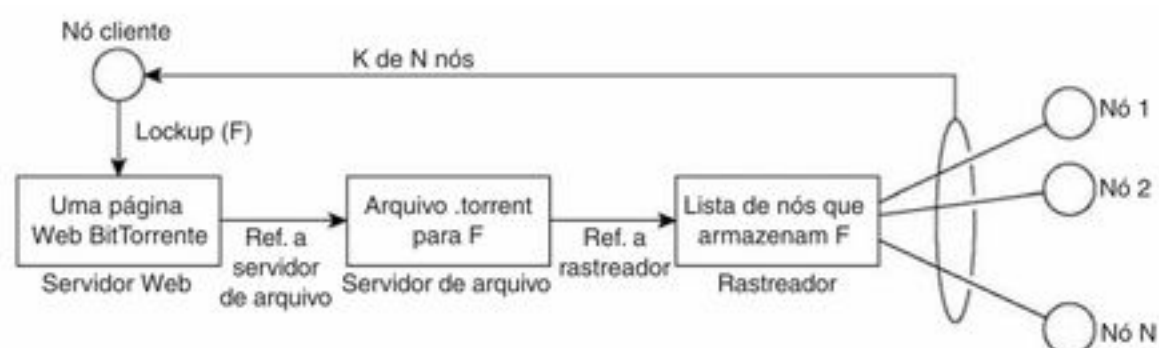 Nó cliente
K de N nós
Lockup (F)
Nó 1
Nó 2
Nó N
Uma página
Web BitTorrente
Servidor Web
Ref. a
servidor
de arquivo
Arquivo .torrent
para F
Servidor de arquivo
Ref. a
rastreador
Lista de nós que
armazenam F
Rastreador